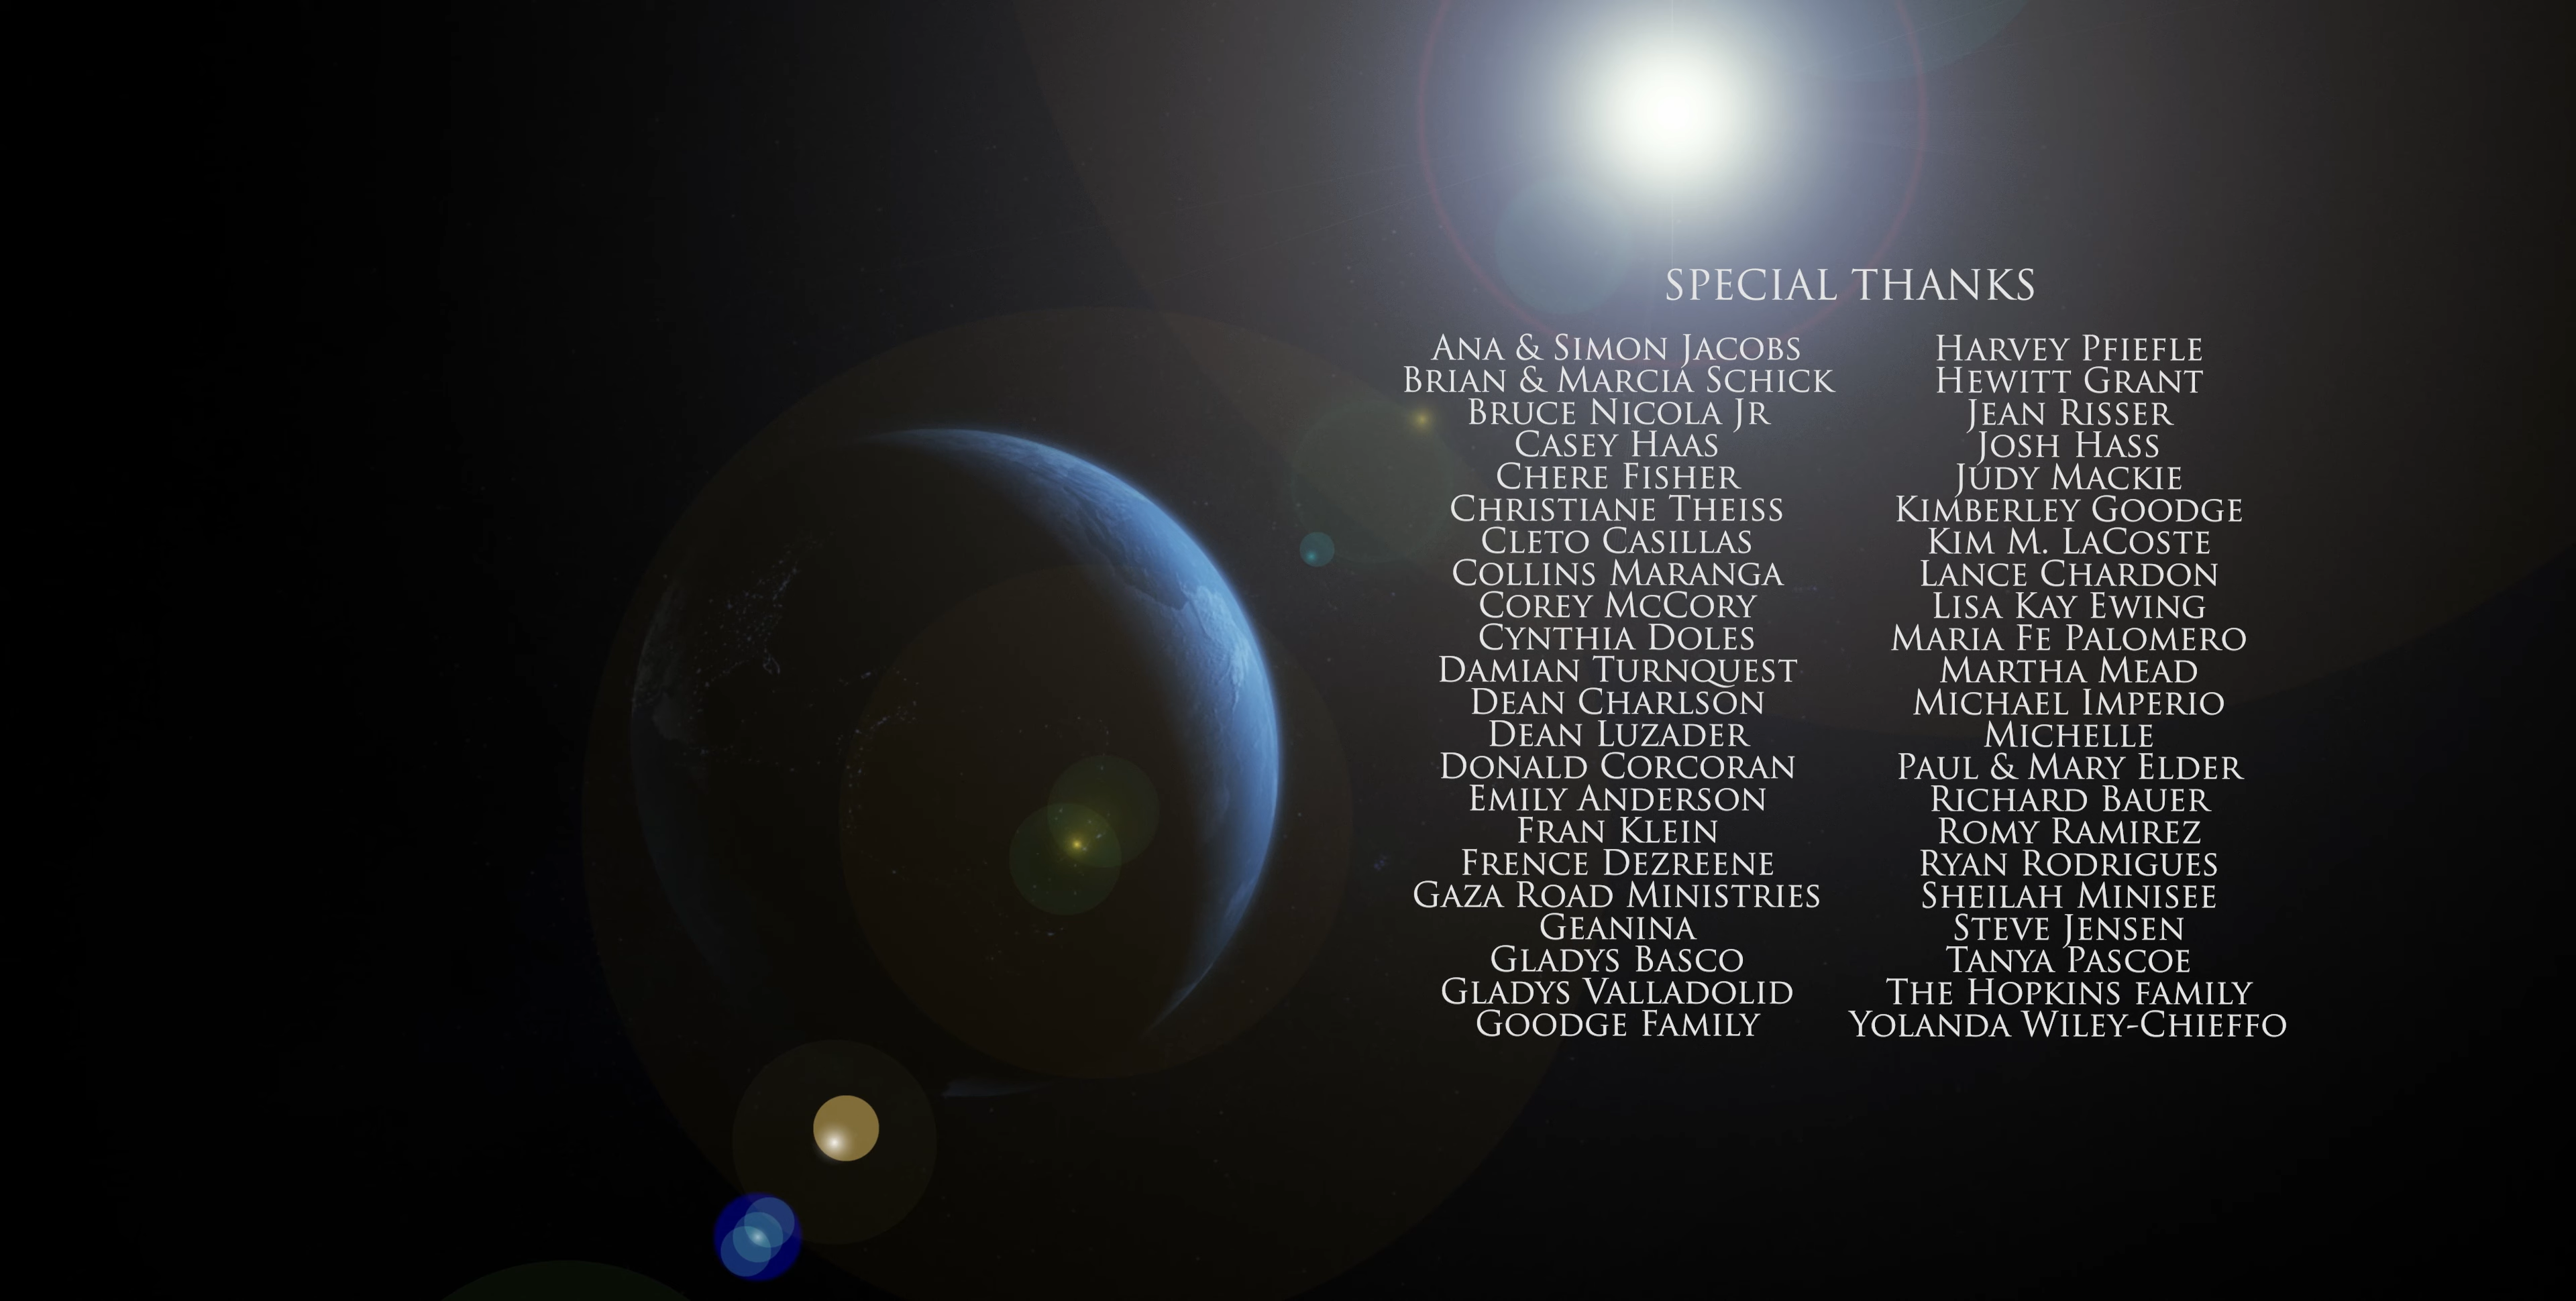 SPECIAL THANKS
ANA & SIMON JACOBS
BRIAN & MARCIA SCHICK
BRUCE NICOLA JR
CASEY HAAS
CHERE FISHER
CHRISTIANE THEISS
CLETO CASILLAS
COLLINS MARANGA
COREY MCCORY
CYNTHIA DOLES
DAMIAN TURNQUEST
DEAN CHARLSON
DEAN LUZADER
DONALD CORCORAN
EMILY ANDERSON
FRAN KLEIN
FRENCE DEZREENE
GAZA ROAD MINISTRIES
GEANINA
GLADYS BASCO
GLADYS VALLADOLID
GOODGE FAMILY
HARVEY PFIEFLE
HEWITT GRANT
JEAN RISSER
JOSH HASS
JUDY MACKIE
KIMBERLEY GOODGE
KIM M. LACOSTE
LANCE CHARDON
LISA KAY EWING
MARIA FE PALOMERO
MARTHA MEAD
MICHAEL IMPERIO
MICHELLE
PAUL & MARY ELDER
RICHARD BAUER
ROMY RAMIREZ
RYAN RODRIGUES
SHEILAH MINISEE
STEVE JENSEN
TANYA PASCOE
THE HOPKINS FAMILY
YOLANDA WILEY-CHIEFFO